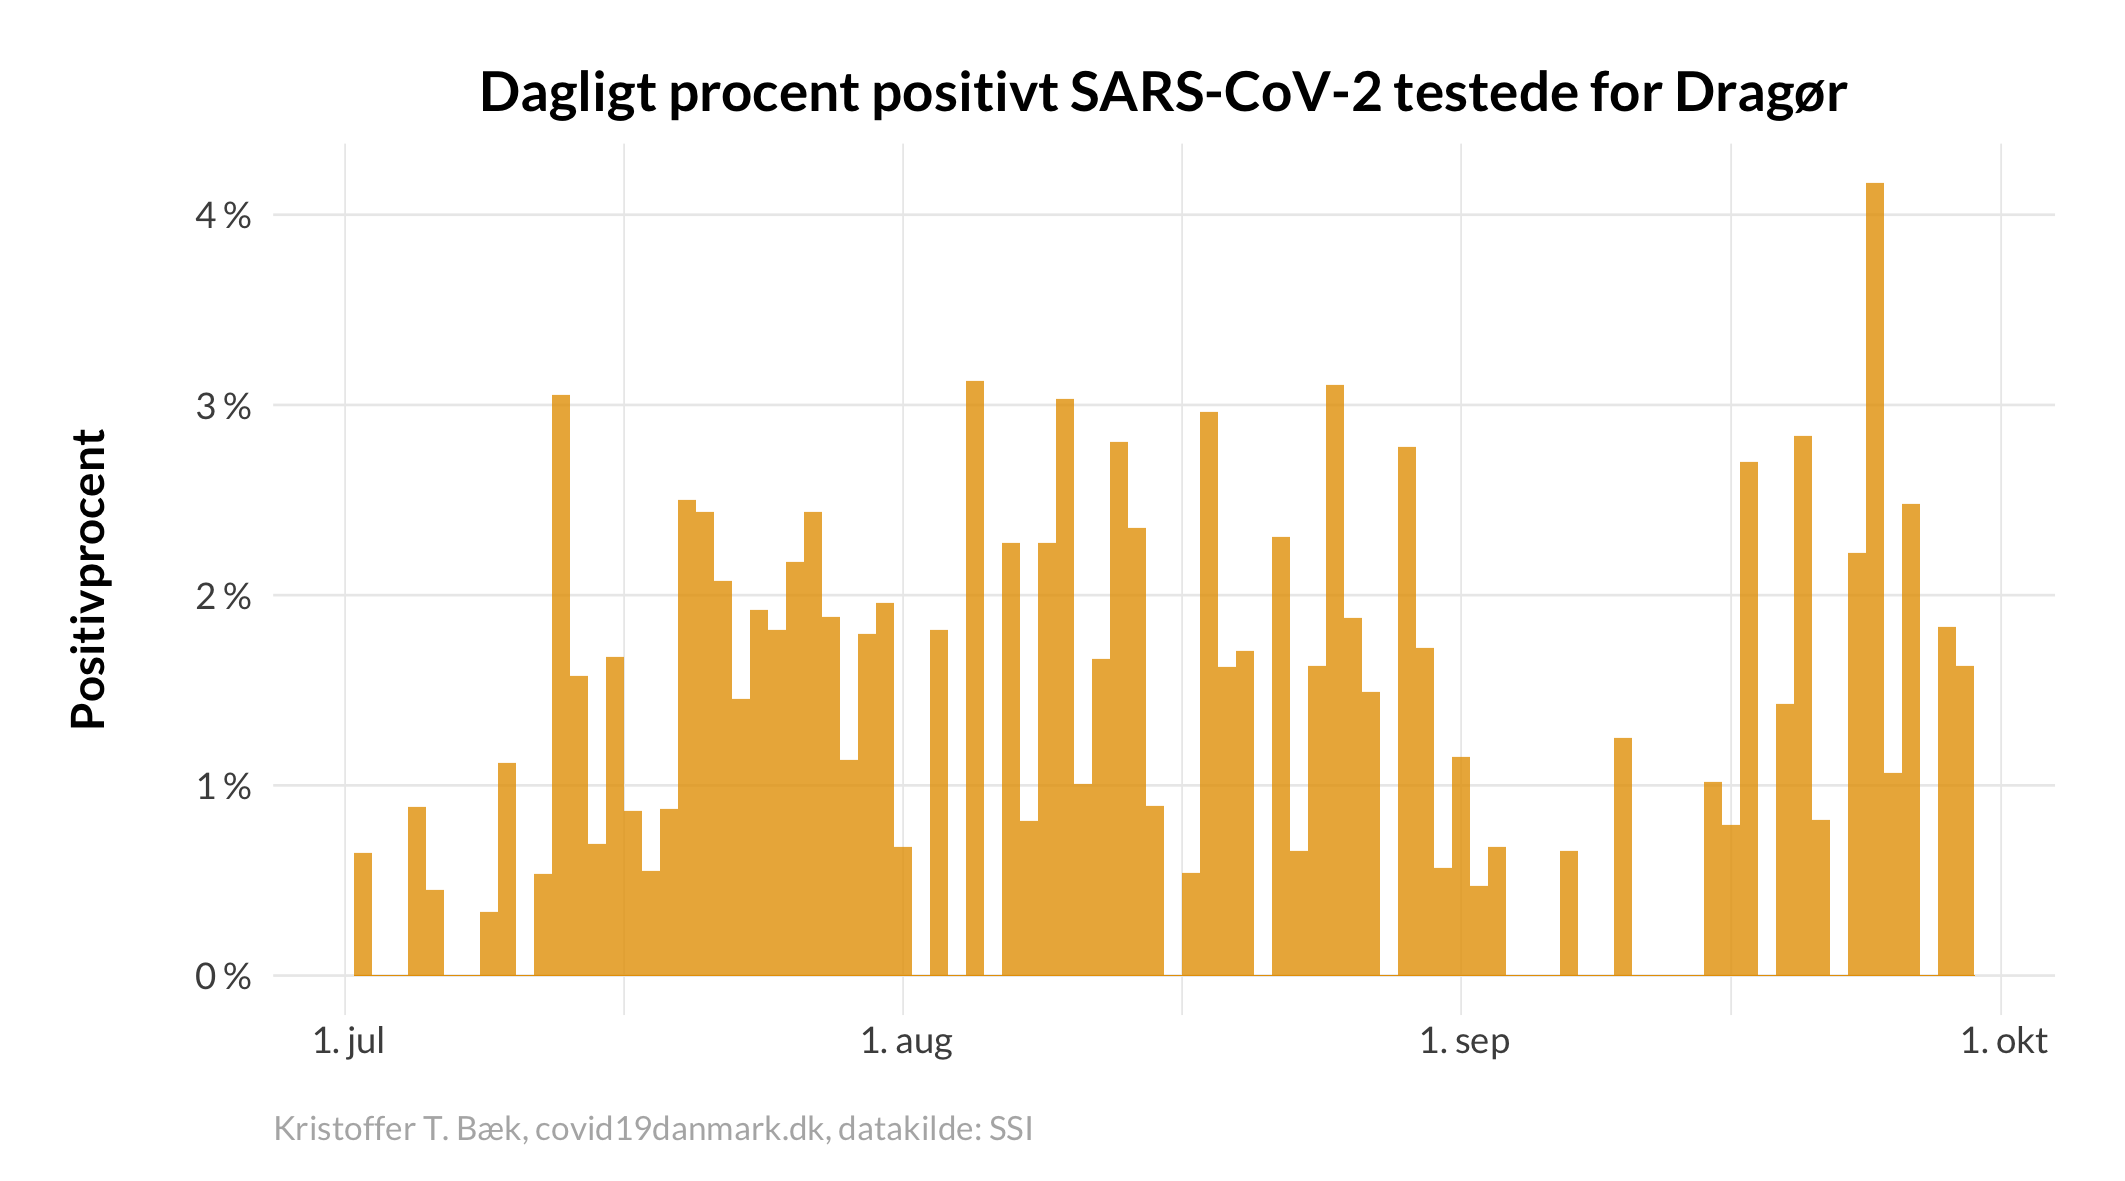 Dagligt procent positivt SARS-CoV-2 testede for Dragør
Positivprocent
4 %
3 %
2 %
1 %
0 %
1. jul
1. aug
1. sep
1. okt
Kristoffer T. Bæk, covid19danmark.dk, datakilde: SSI